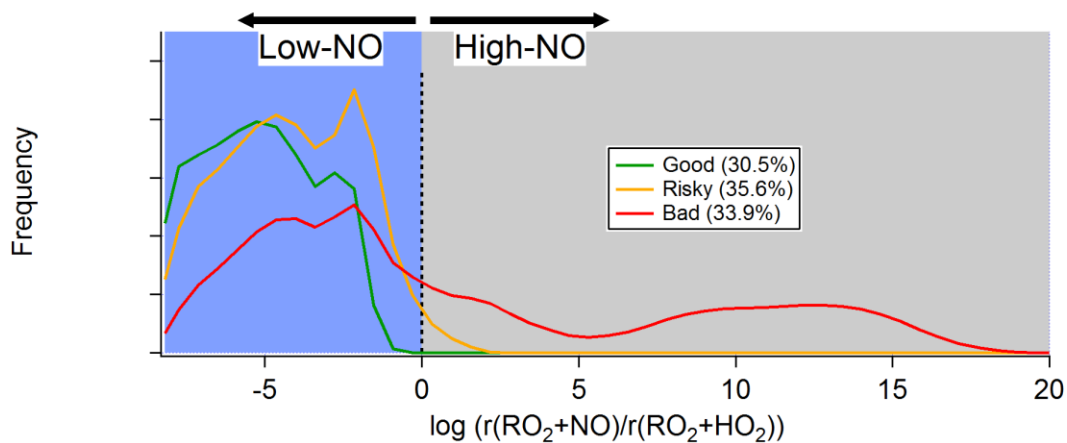 Low-NO High-NO
Frequency
Good (30.5%)
Risky (35.6%)
Bad (33.9%)
-5 0 5 10 15 20
log (r(RO₂+NO)/r(RO₂+HO₂))